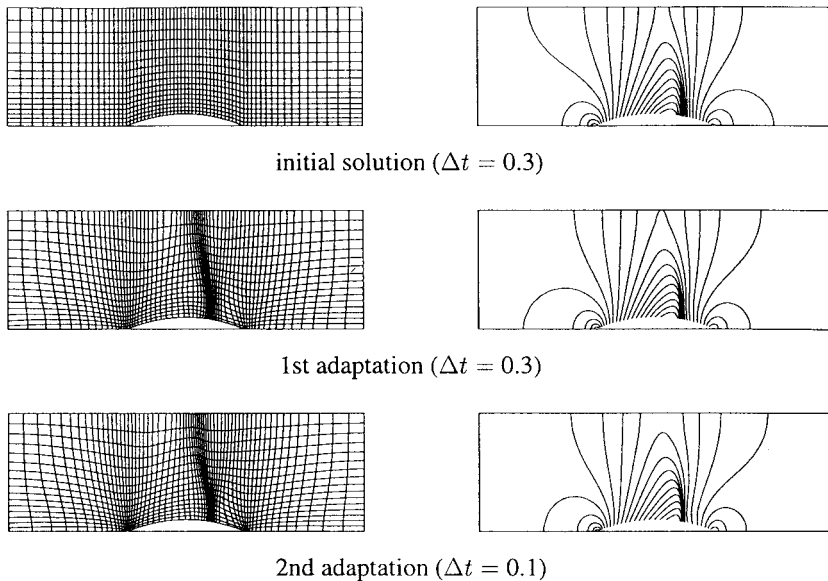 initial solution (Δt = 0.3)
1st adaptation (Δt = 0.3)
2nd adaptation (Δt = 0.1)